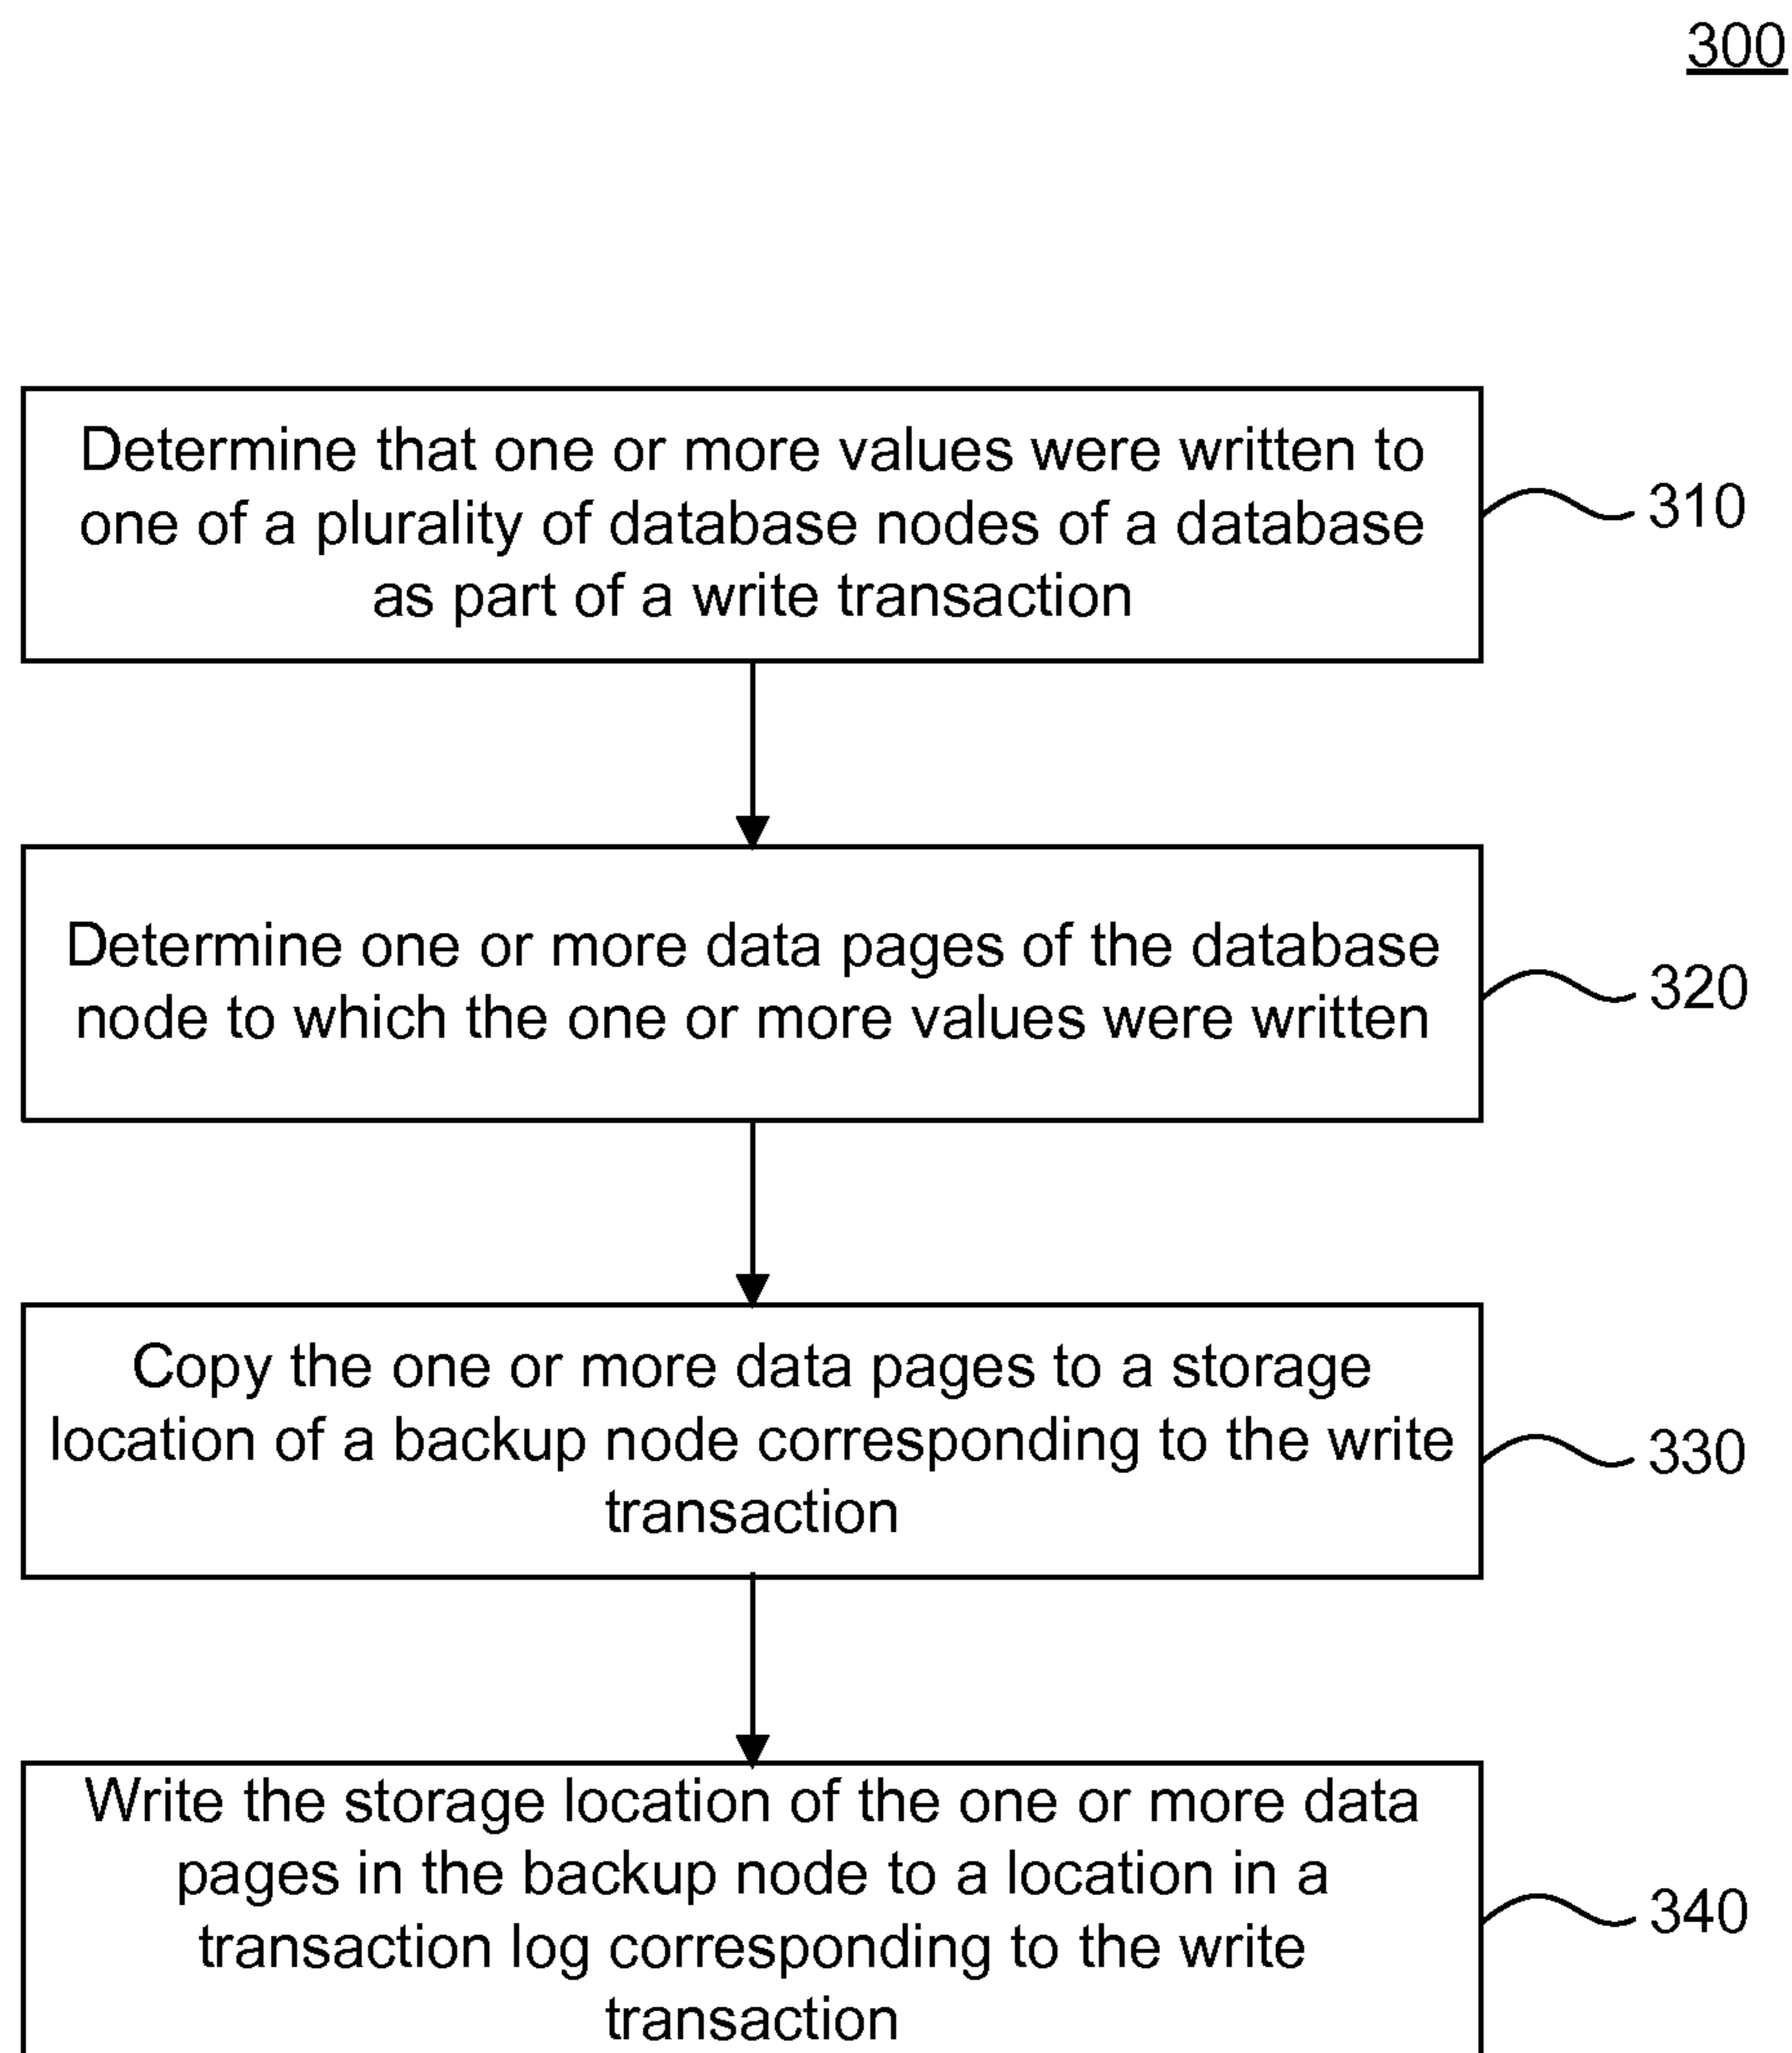 300
Determine that one or more values were written to
one of a plurality of database nodes of a database
as part of a write transaction
310
Determine one or more data pages of the database
node to which the one or more values were written
320
Copy the one or more data pages to a storage
location of a backup node corresponding to the write
transaction
330
Write the storage location of the one or more data
pages in the backup node to a location in a
transaction log corresponding to the write
transaction
340